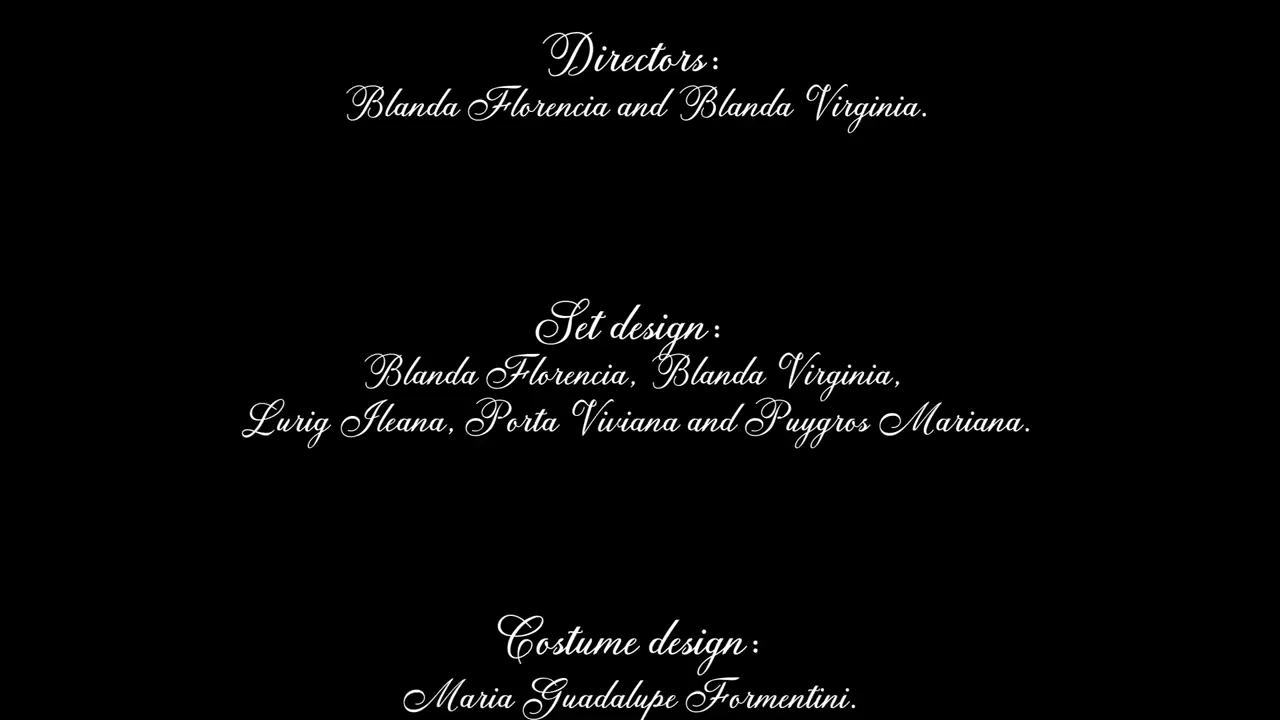 Directors:
Blanda Florencia and Blanda Virginia.
Set design:
Blanda Florencia, Blanda Virginia,
Lurig Ileana, Porta Viviana and Puygros Mariana.
Costume design:
Maria Guadalupe Formentini.